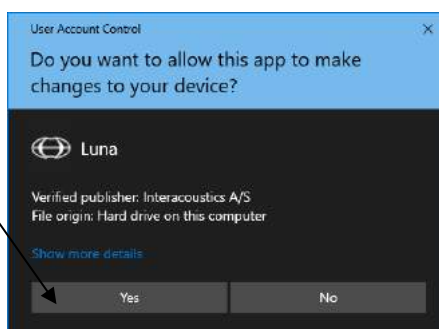 User Account Control
Do you want to allow this app to make
changes to your device?
Luna
Verified publisher: Interacoustics A/S
File origin: Hard drive on this computer
Show more details
Yes
No